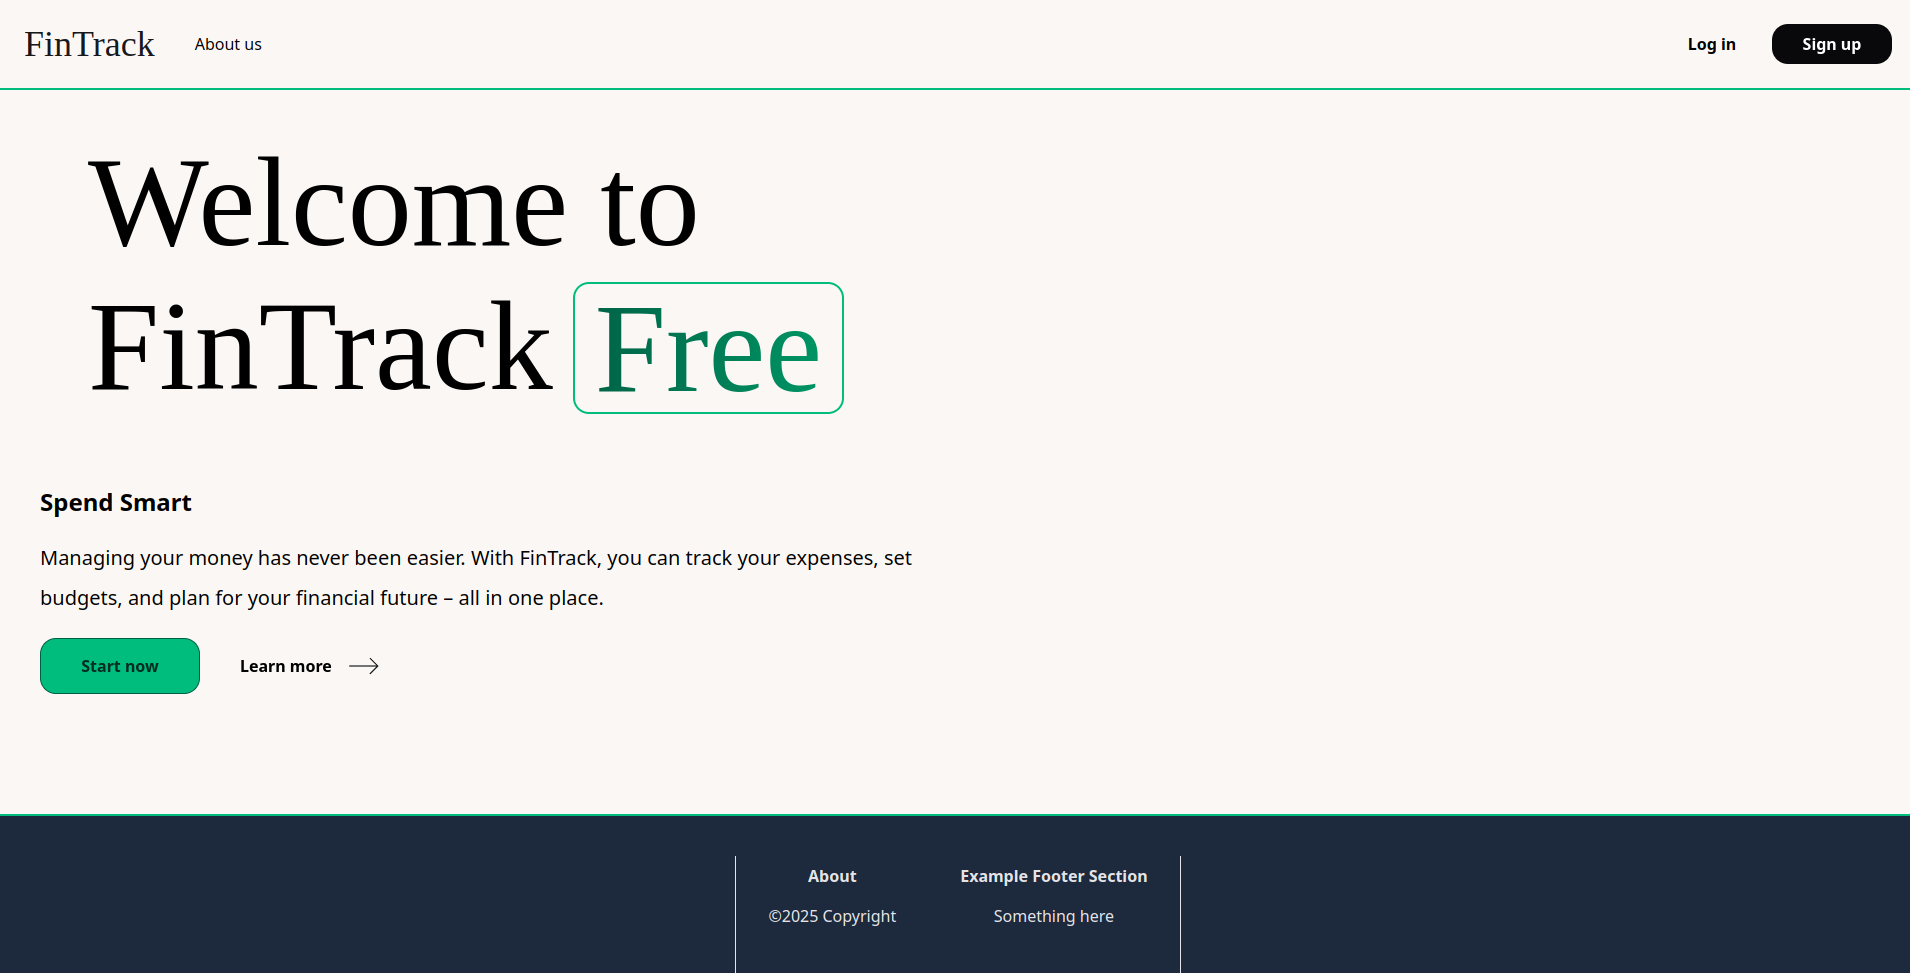 FinTrack
About us
Log in
Sign up
Welcome to
FinTrack Free
Spend Smart
Managing your money has never been easier. With FinTrack, you can track your expenses, set
budgets, and plan for your financial future – all in one place.
Start now
Learn more
About
©2025 Copyright
Example Footer Section
Something here